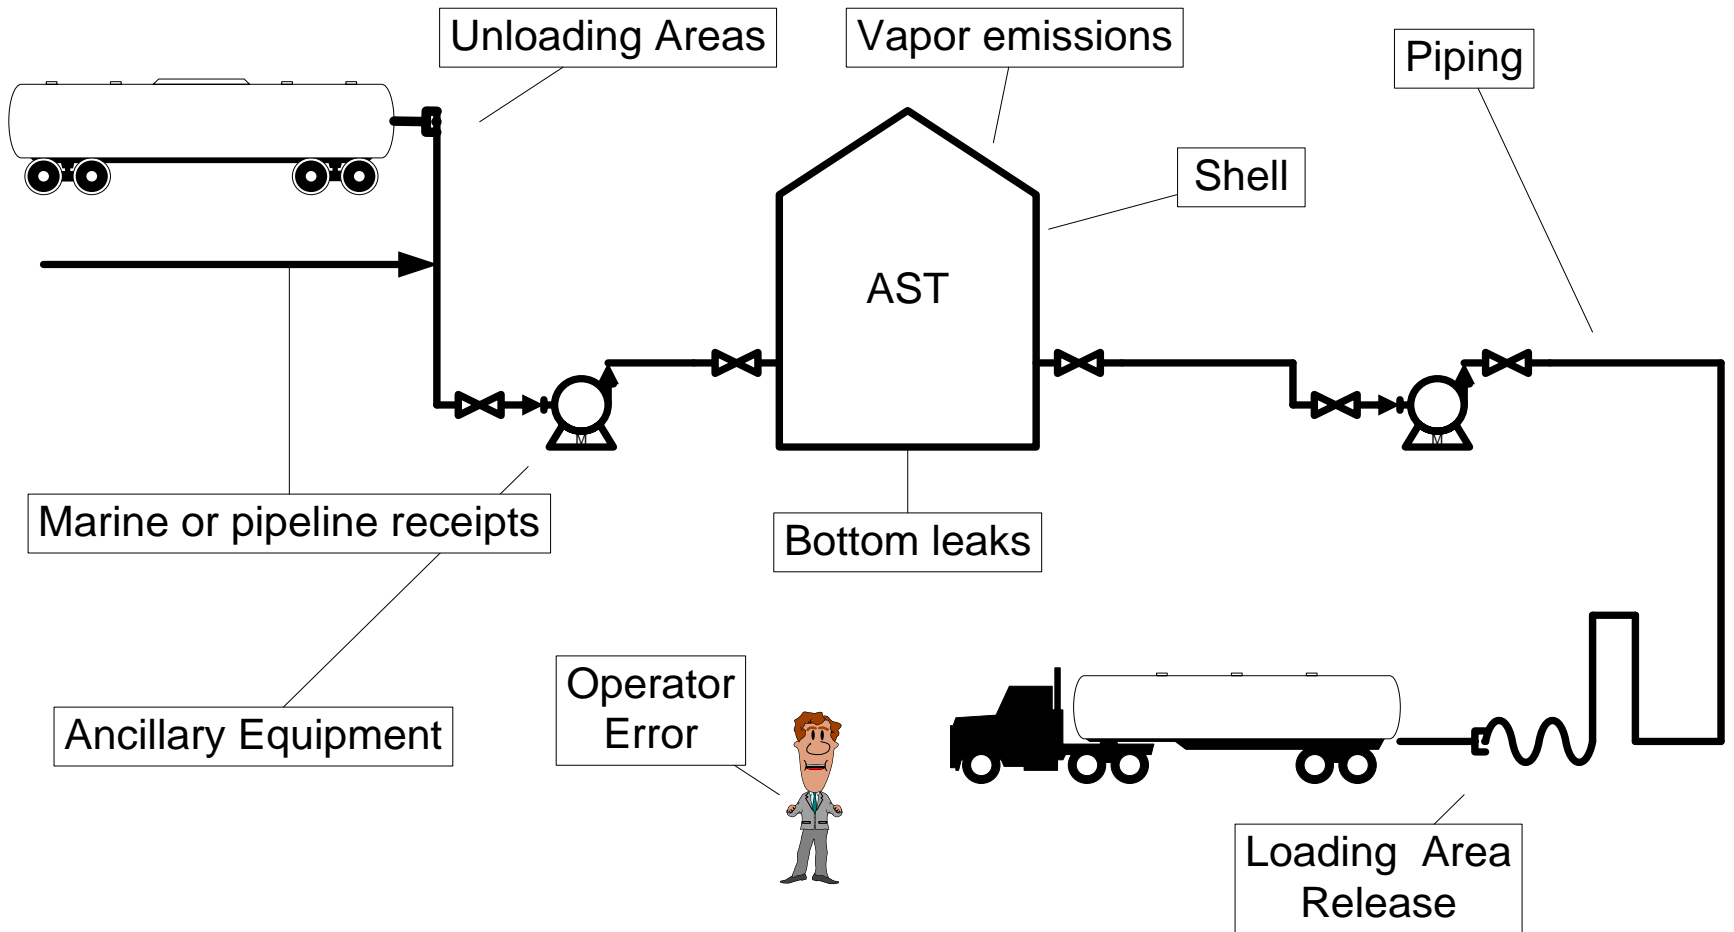 Unloading Areas
Vapor emissions
Piping
Shell
AST
M
M
Marine or pipeline receipts
Bottom leaks
Ancillary Equipment
Operator
Error
Loading Area
Release